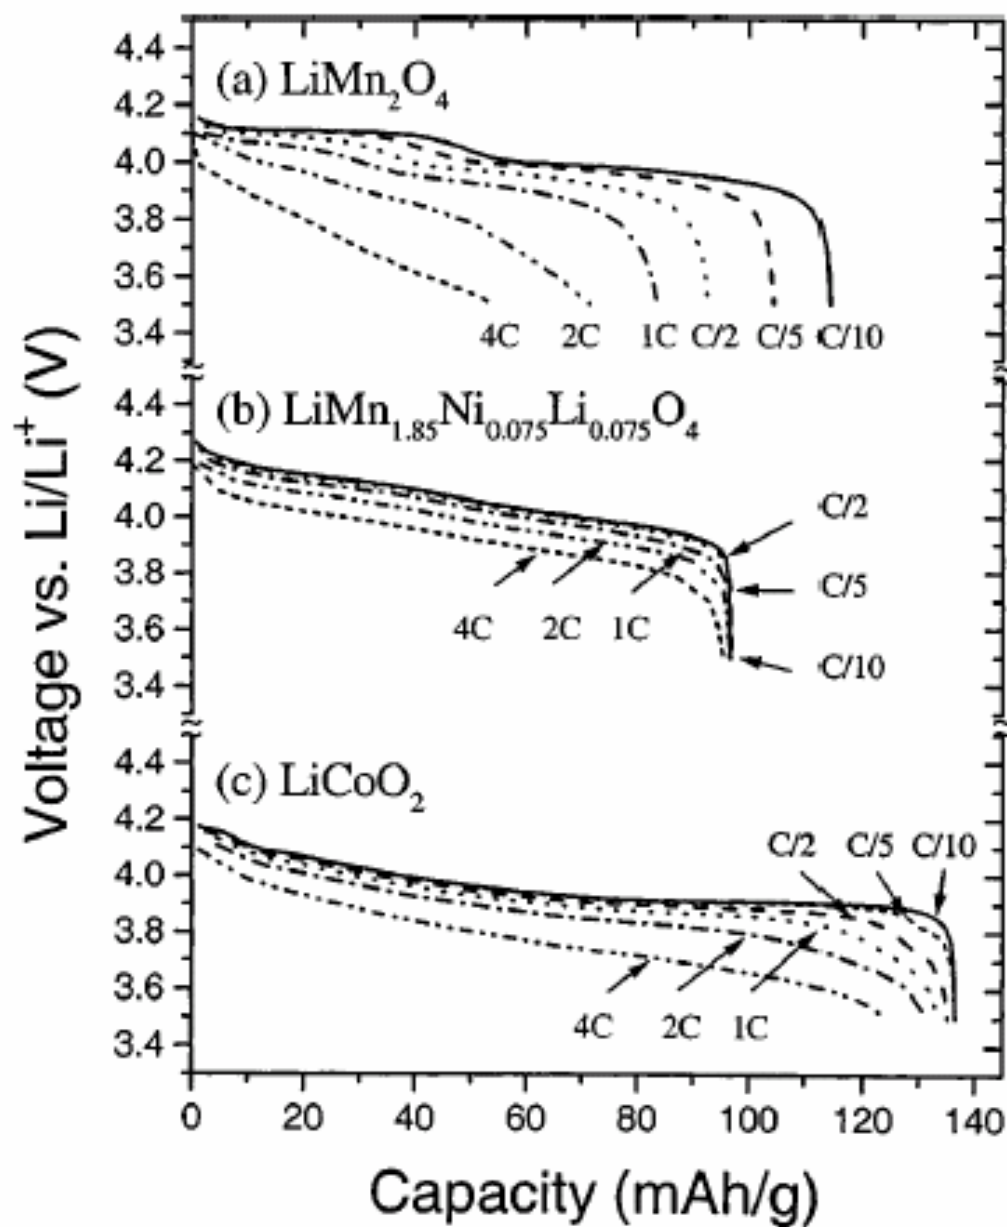 Voltage vs. Li/Li⁺ (V)
4.4
(a) LiMn₂O₄
4.2
4.0
3.8
3.6
3.4
4C 2C 1C C/2 C/5 C/10
4.4
(b) LiMn₁.₈₅Ni₀.₀₇₅Li₀.₀₇₅O₄
4.2
C/2
4.0
3.8
C/5
4C 2C 1C
3.6
C/10
3.4
4.4
(c) LiCoO₂
4.2
C/2 C/5 C/10
4.0
3.8
3.6
4C 2C 1C
3.4
0 20 40 60 80 100 120 140
Capacity (mAh/g)